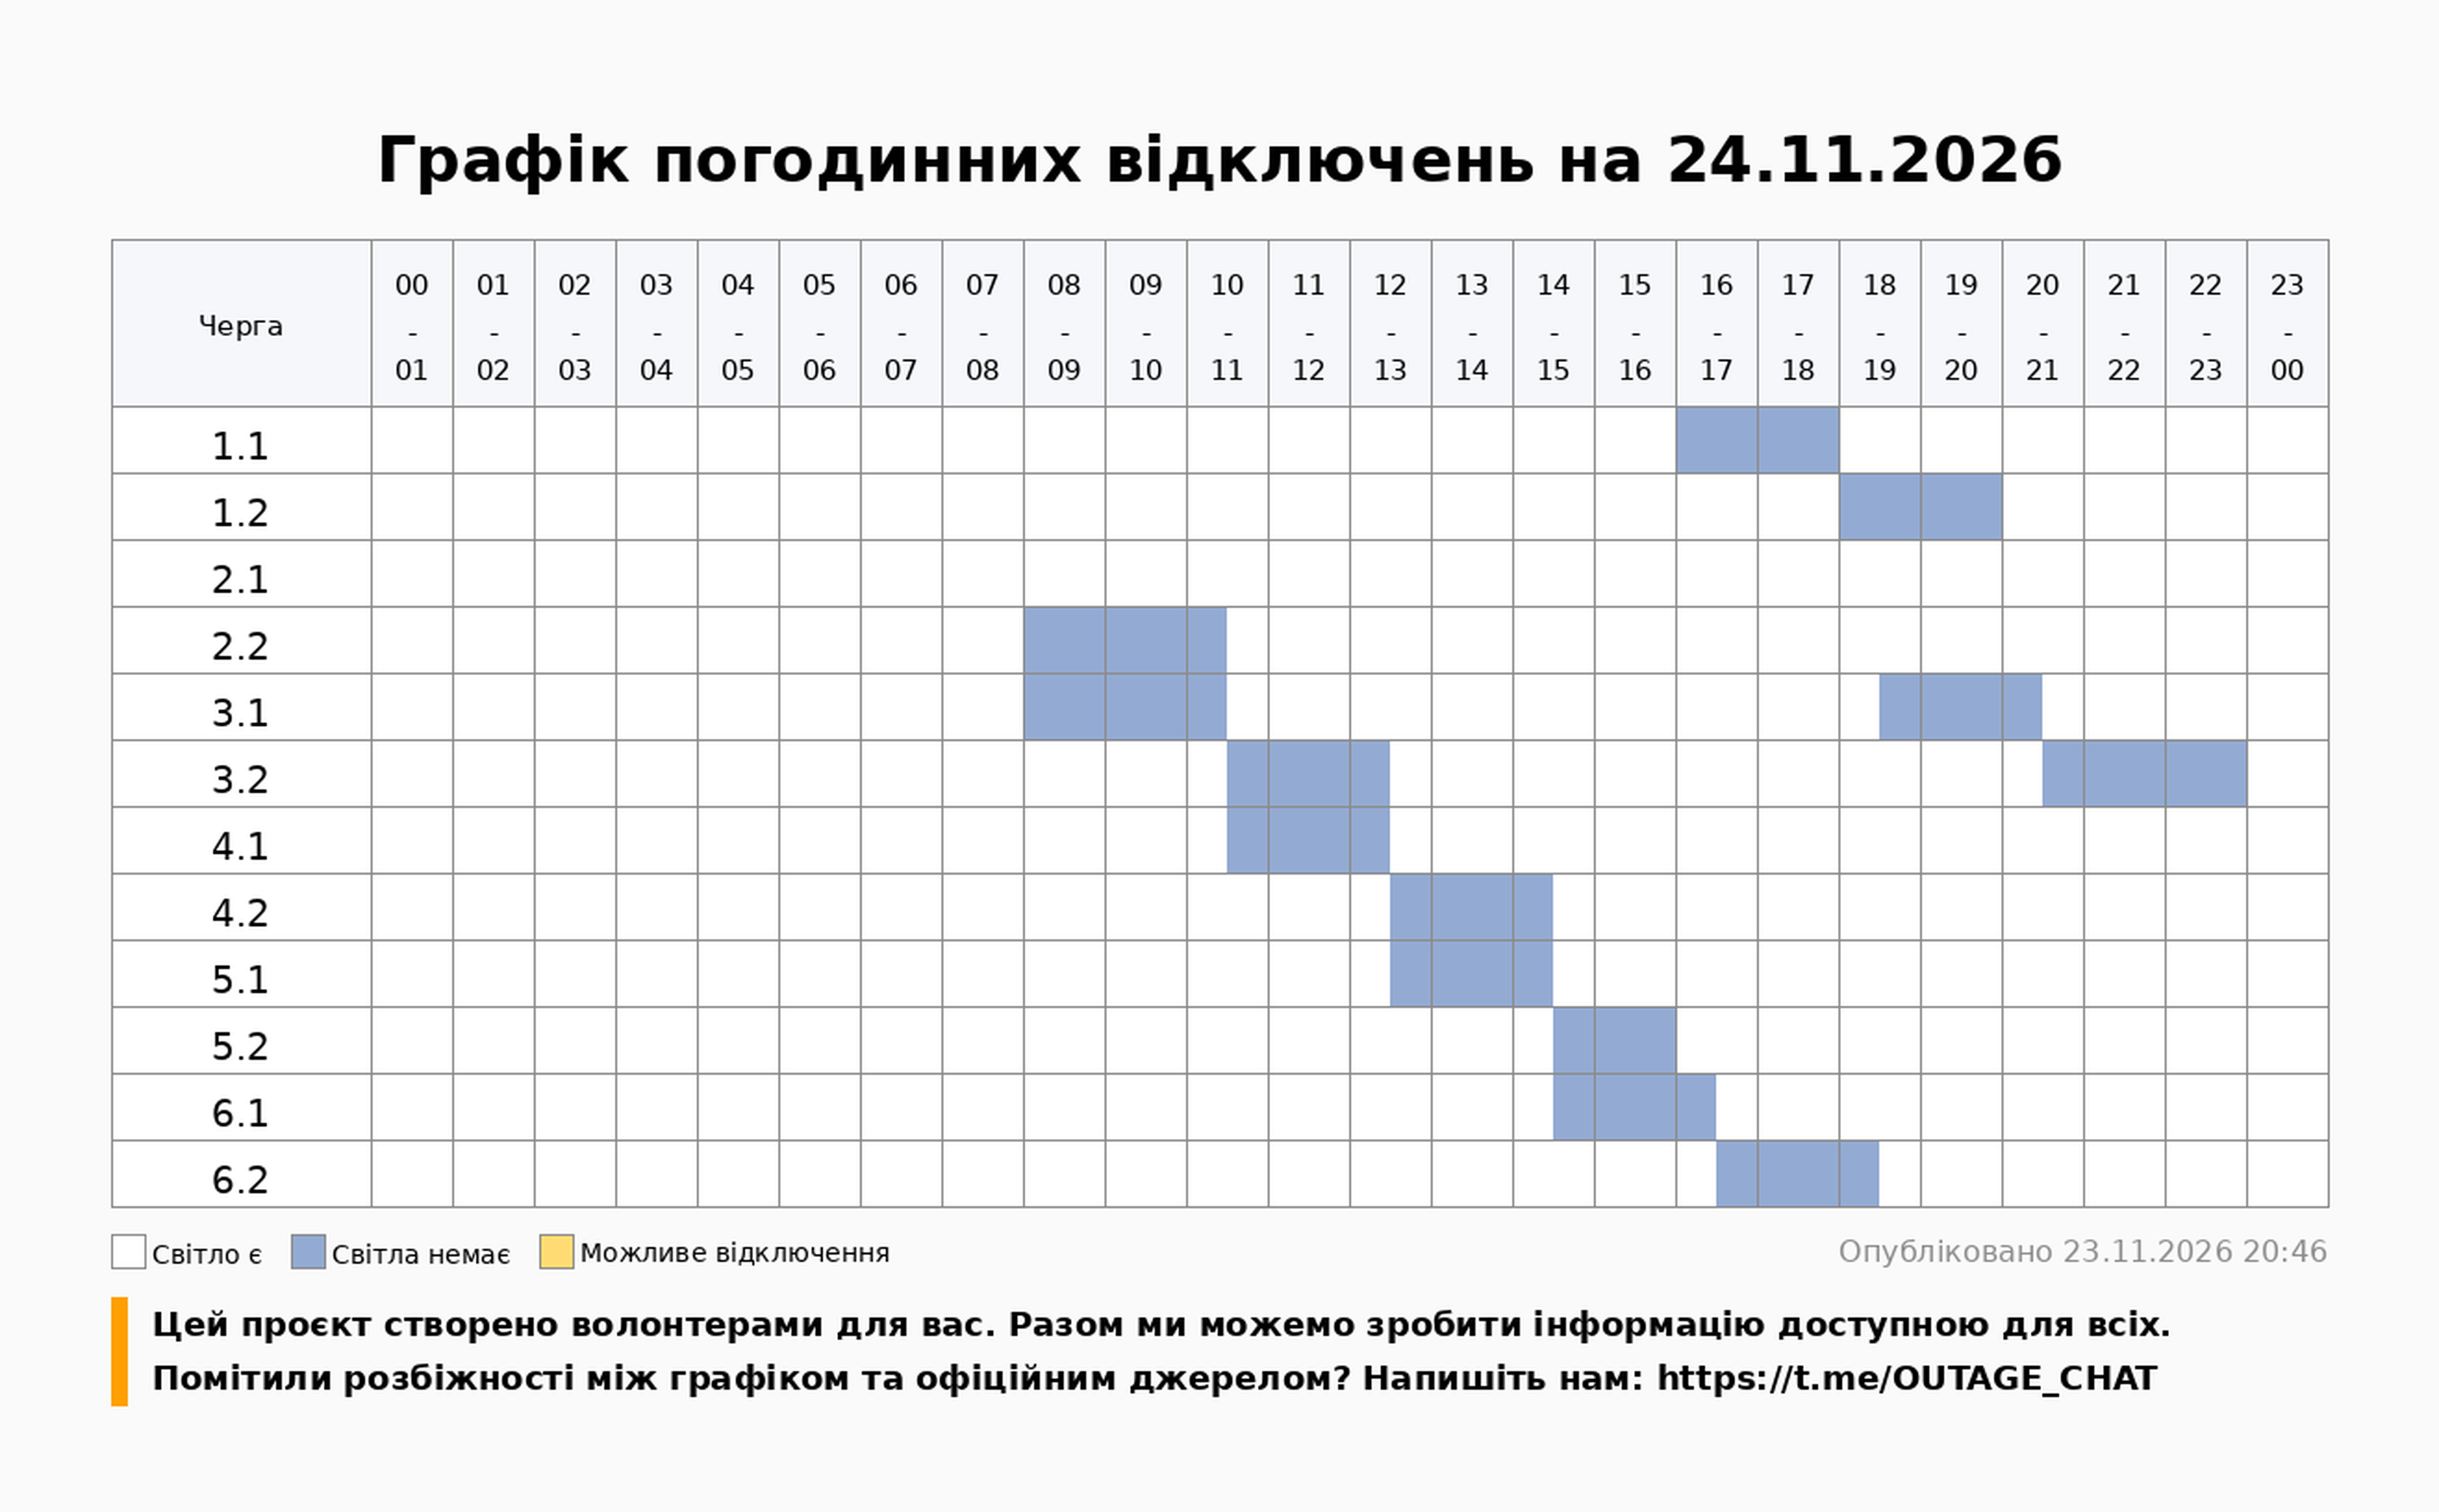 Графік погодинних відключень на 24.11.2026
Черга 00 - 01 01 - 02 02 - 03 03 - 04 04 - 05 05 - 06 06 - 07 07 - 08 08 - 09 09 - 10 10 - 11 11 - 12 12 - 13 13 - 14 14 - 15 15 - 16 16 - 17 17 - 18 18 - 19 19 - 20 20 - 21 21 - 22 22 - 23 23 - 00
1.1
1.2
2.1
2.2
3.1
3.2
4.1
4.2
5.1
5.2
6.1
6.2
Світло є Світла немає Можливе відключення Опубліковано 23.11.2026 20:46
Цей проєкт створено волонтерами для вас. Разом ми можемо зробити інформацію доступною для всіх.
Помітили розбіжності між графіком та офіційним джерелом? Напишіть нам: https://t.me/OUTAGE_CHAT